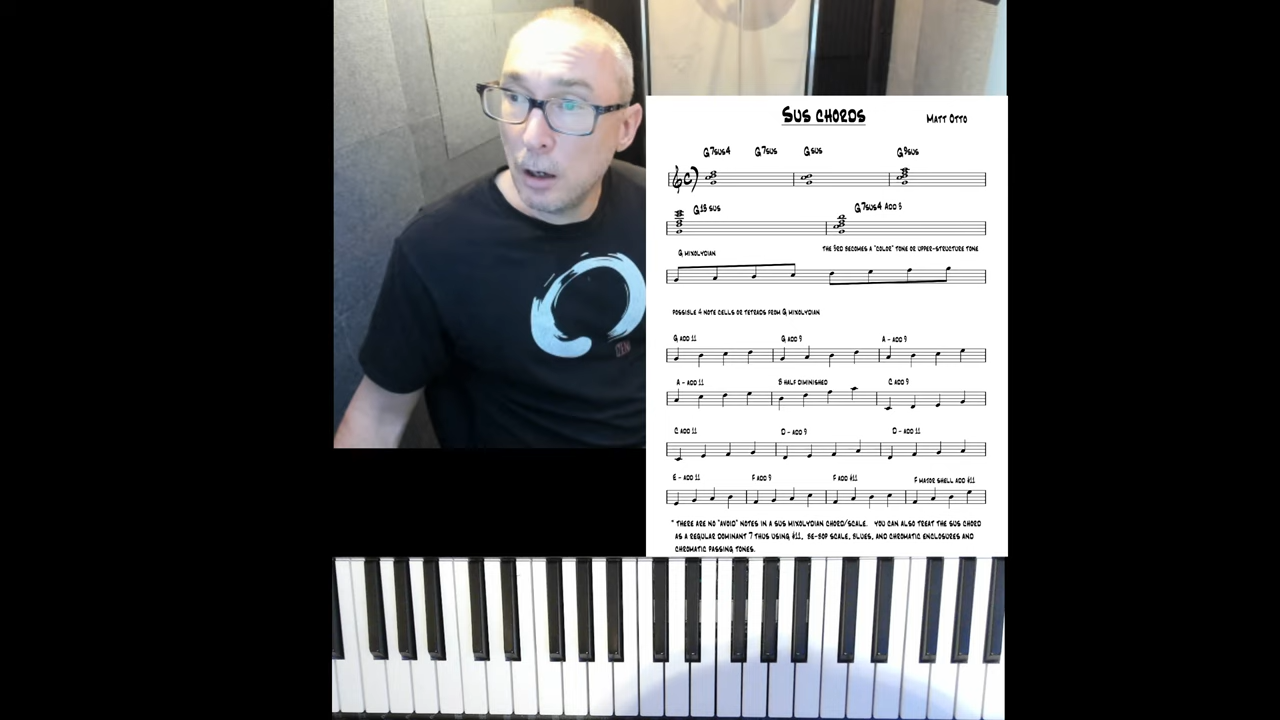 SUS CHORDS
MATT OTTO
G7SUS4 G7SUS GSUS G9SUS
G13 SUS G7SUS4 ADD 3
G MIXOLYDIAN THE 3RD BECOMES A "COLOR" TONE OR UPPER-STRUCTURE TONE
POSSIBLE 4 NOTE CELLS OR TETRADS FROM G MIXOLYDIAN
G ADD 11 G ADD 9 A - ADD 9
A - ADD 11 B HALF DIMINISHED C ADD 9
C ADD 11 D - ADD 9 D - ADD 11
E - ADD 11 F ADD 9 F ADD #11 F MAJOR SHELL ADD #11
* THERE ARE NO "AVOID" NOTES IN A SUS MIXOLYDIAN CHORD/SCALE. YOU CAN ALSO TREAT THE SUS CHORD
AS A REGULAR DOMINANT 7 THUS USING #11, BE-BOP SCALE, BLUES, AND CHROMATIC ENCLOSURES AND
CHROMATIC PASSING TONES.